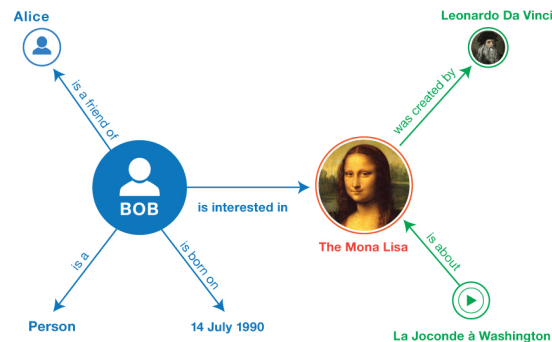 Alice
Leonardo Da Vinci
is a friend of
was created by
BOB
is interested in
The Mona Lisa
is a
is born on
is about
Person
14 July 1990
La Joconde à Washington